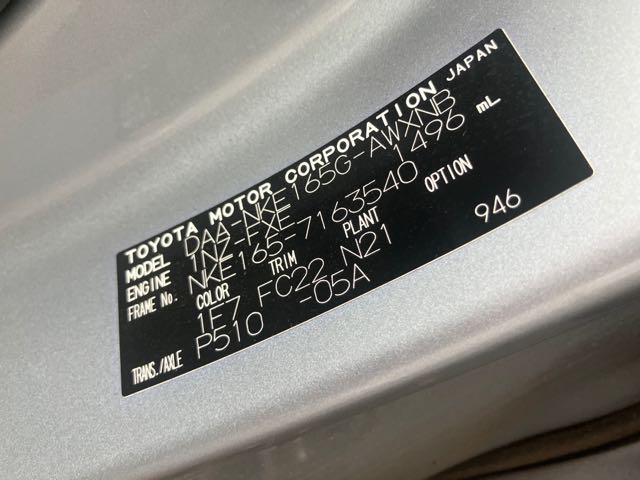 TOYOTA MOTOR CORPORATION JAPAN
MODEL DAA-NKE165G-AWXNB
ENGINE 1NZ-FXE 1496 mL
FRAME No. NKE165-7163540
COLOR TRIM PLANT OPTION
1F7 FC22 N21
TRANS./AXLE P510 -05A
946